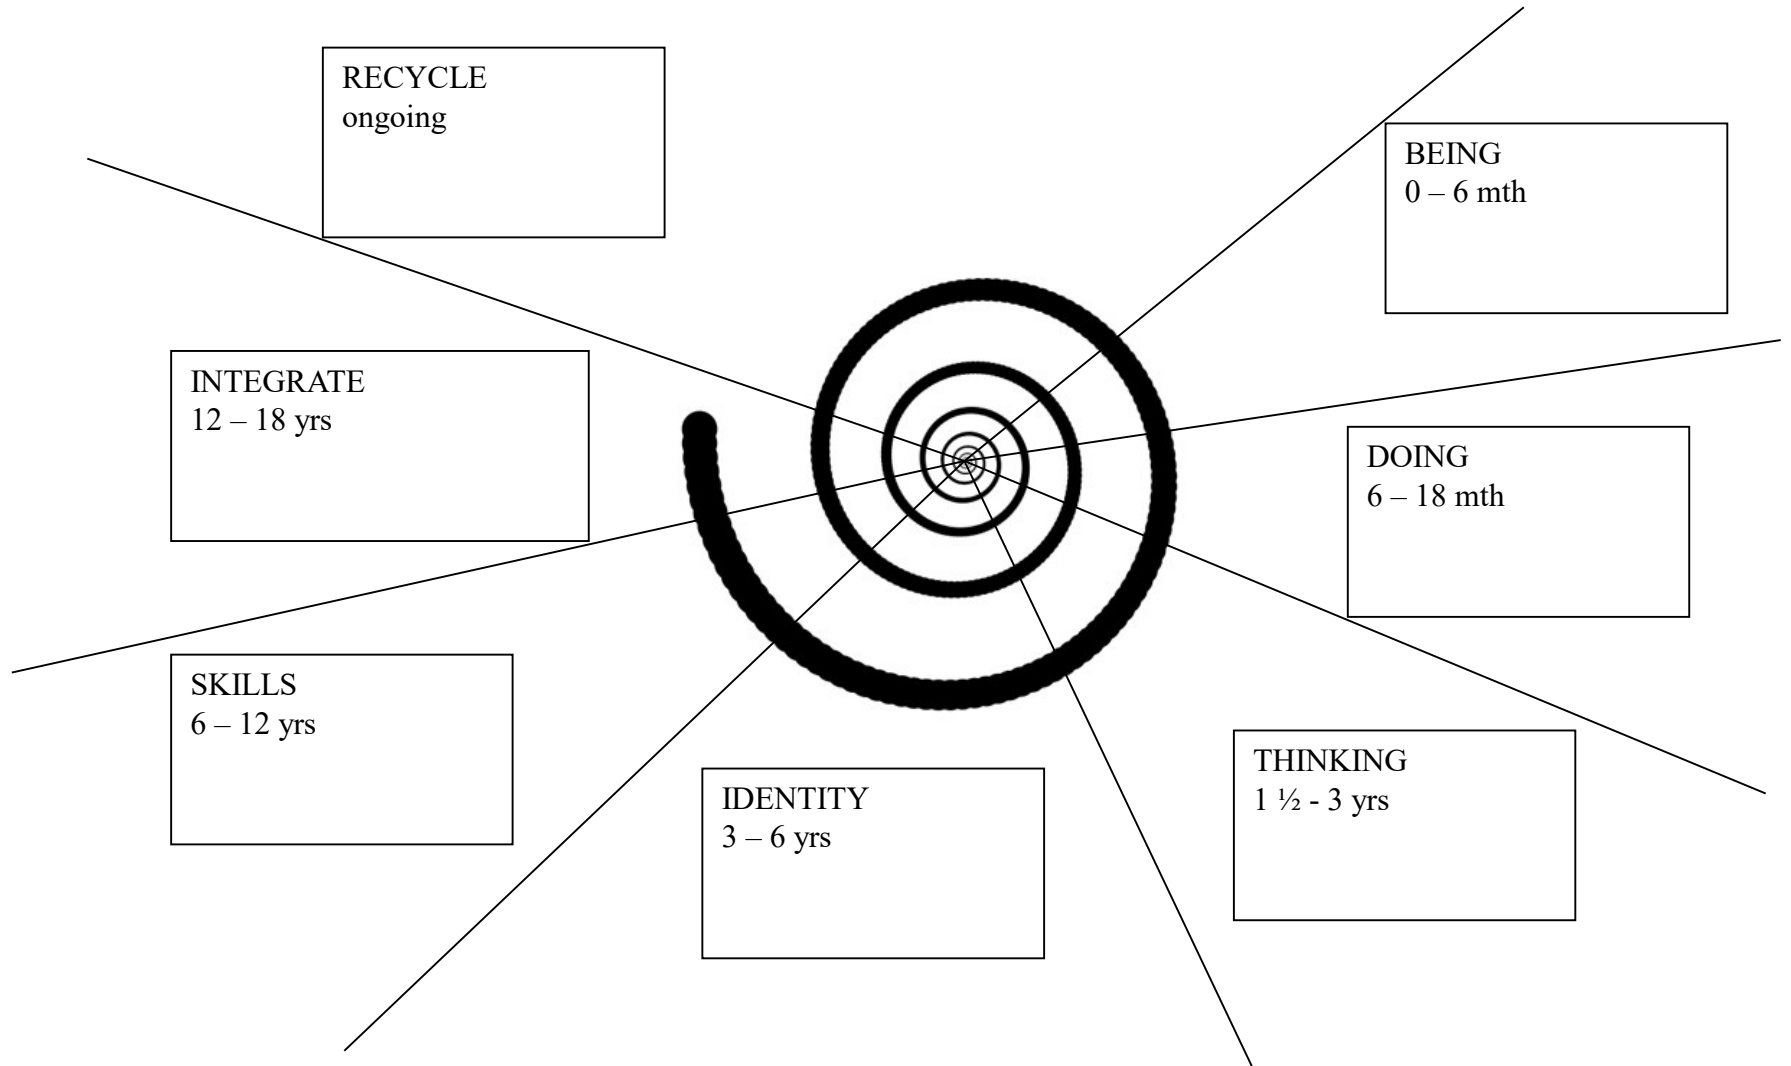 RECYCLE
ongoing
BEING
0 – 6 mth
INTEGRATE
12 – 18 yrs
DOING
6 – 18 mth
SKILLS
6 – 12 yrs
THINKING
1 ½ - 3 yrs
IDENTITY
3 – 6 yrs